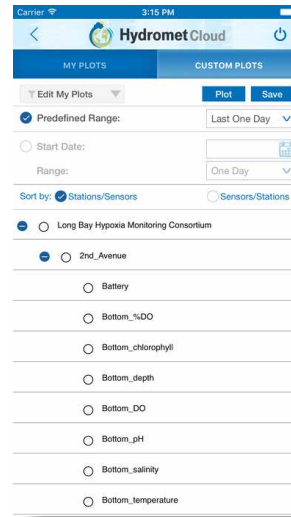 Carrier 3:15 PM
Hydromet Cloud
MY PLOTS CUSTOM PLOTS
Edit My Plots Plot Save
Predefined Range: Last One Day
Start Date:
Range: One Day
Sort by: Stations/Sensors Sensors/Stations
Long Bay Hypoxia Monitoring Consortium
2nd_Avenue
Battery
Bottom_%DO
Bottom_chlorophyll
Bottom_depth
Bottom_DO
Bottom_pH
Bottom_salinity
Bottom_temperature